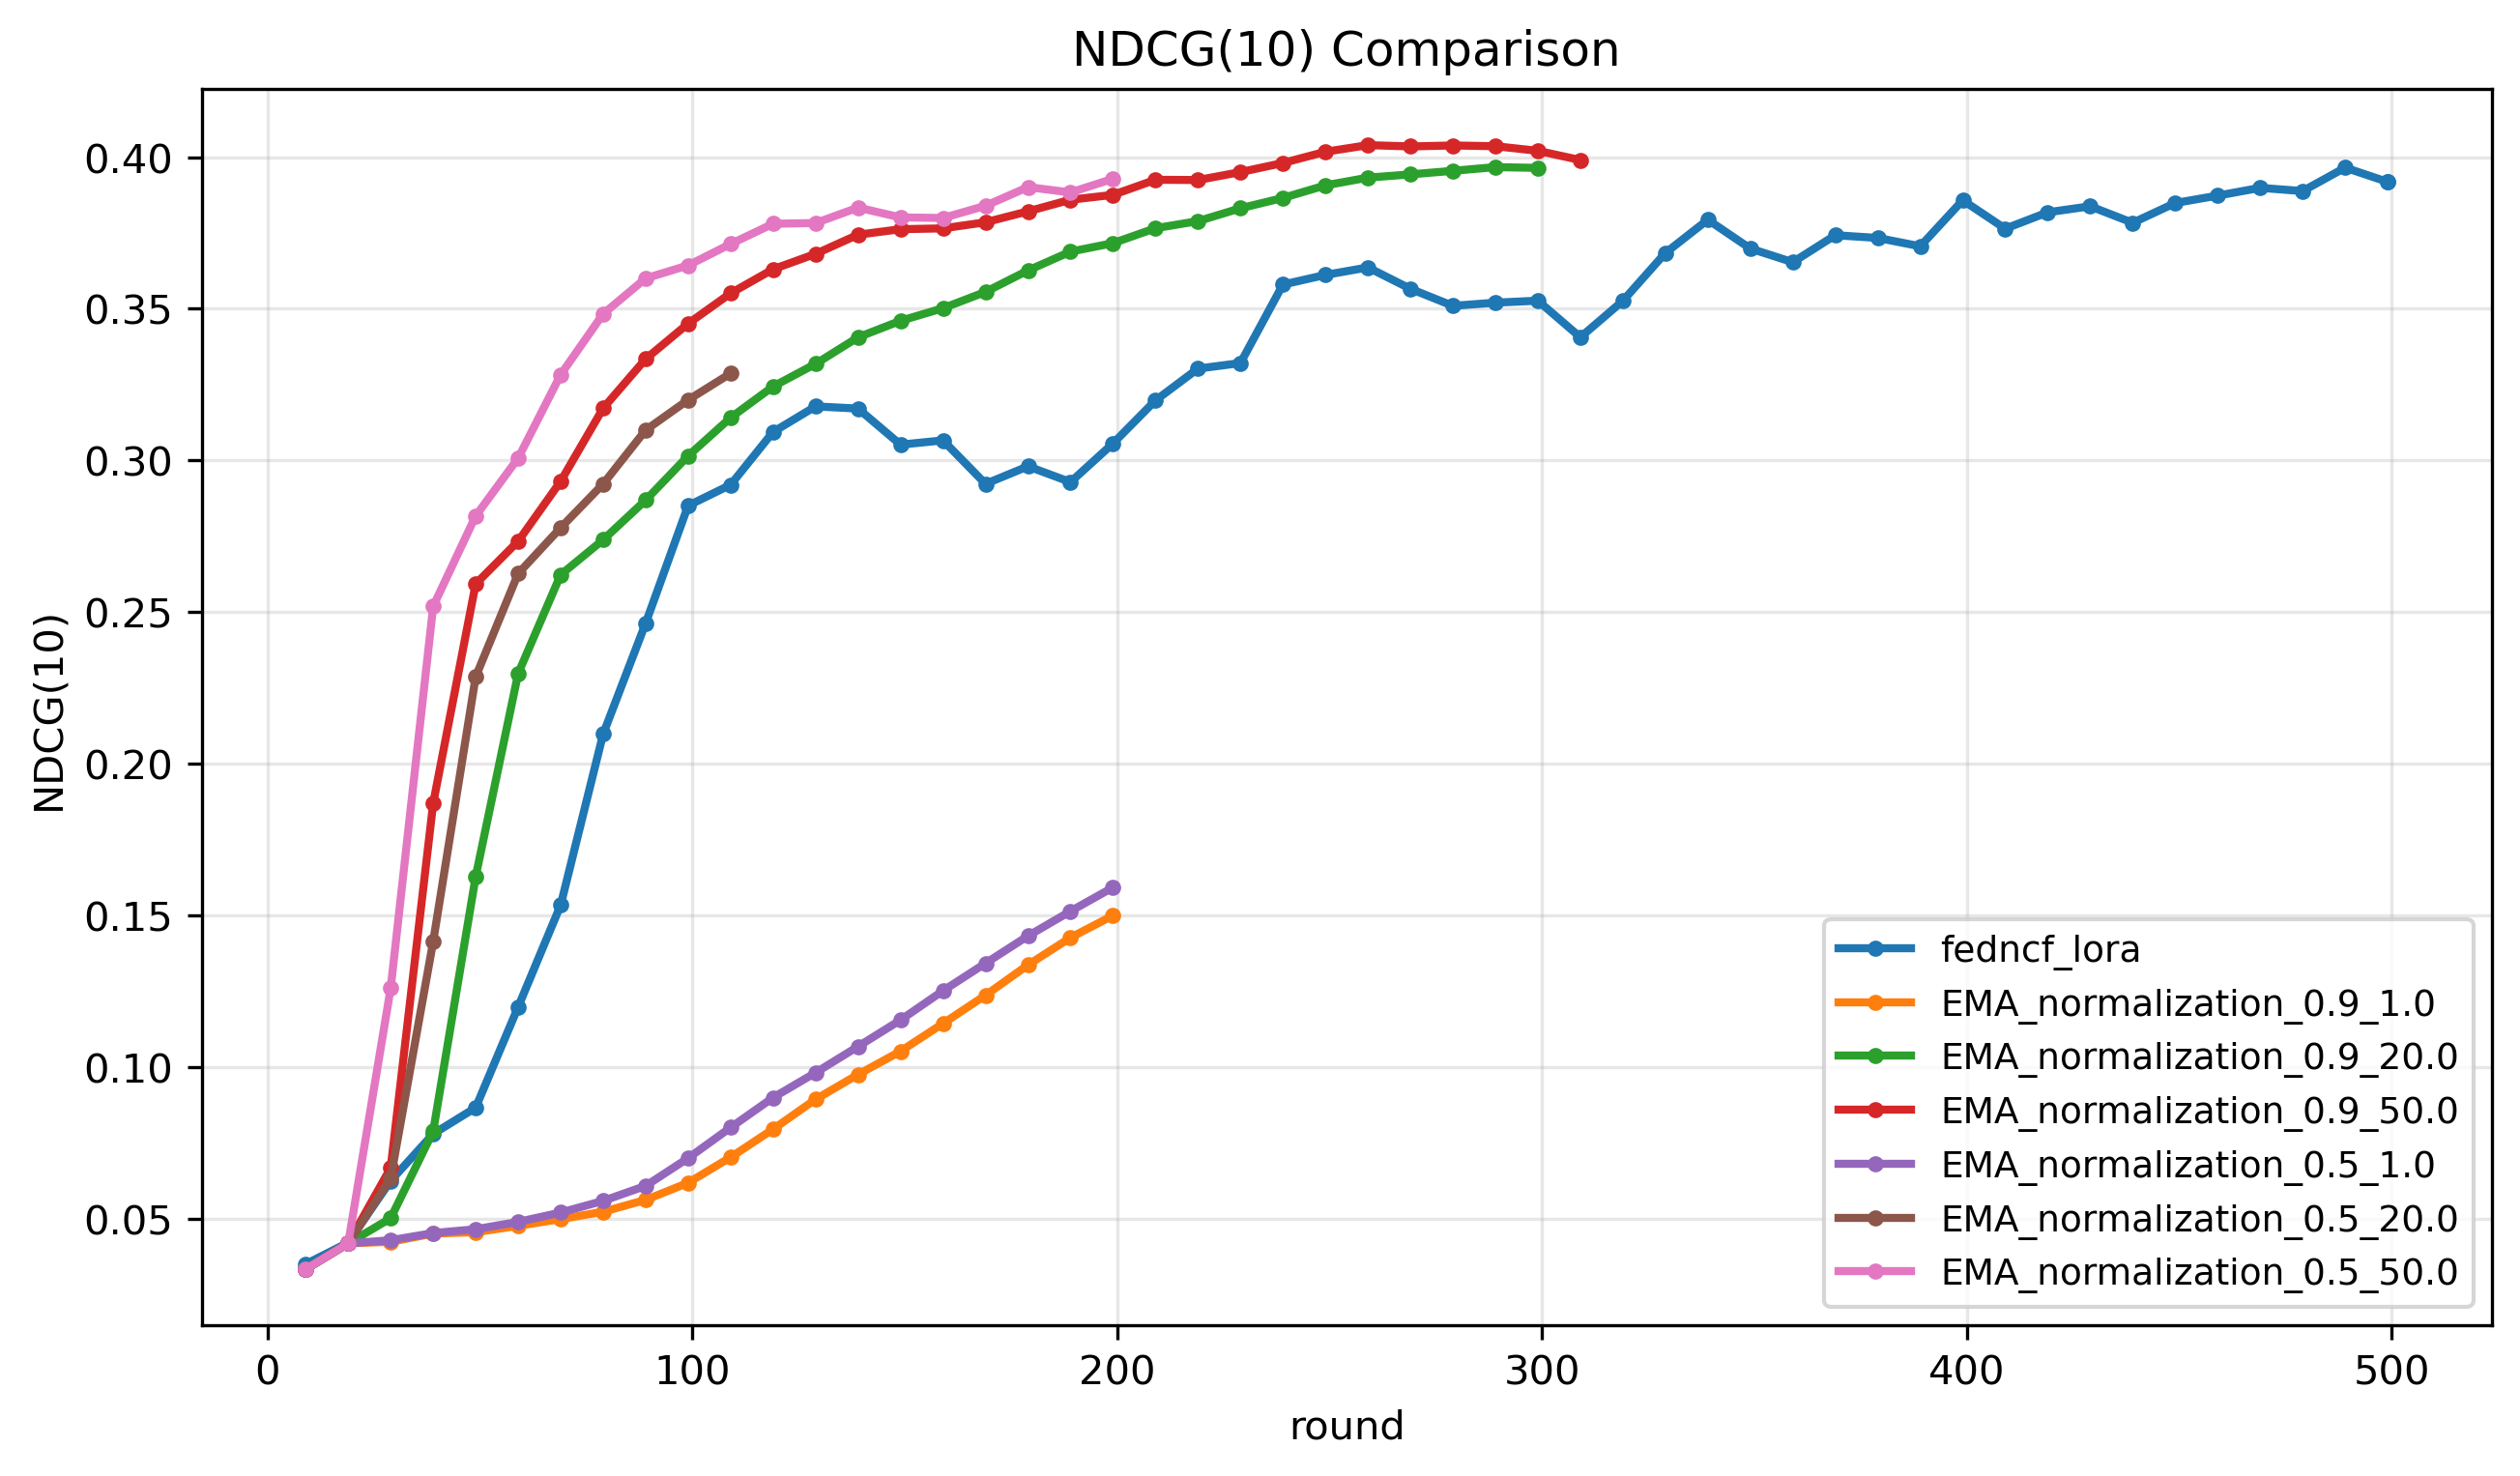 NDCG(10) Comparison
NDCG(10)
0.40
0.35
0.30
0.25
0.20
0.15
0.10
0.05
0
100
200
300
400
500
round
fedncf_lora
EMA_normalization_0.9_1.0
EMA_normalization_0.9_20.0
EMA_normalization_0.9_50.0
EMA_normalization_0.5_1.0
EMA_normalization_0.5_20.0
EMA_normalization_0.5_50.0